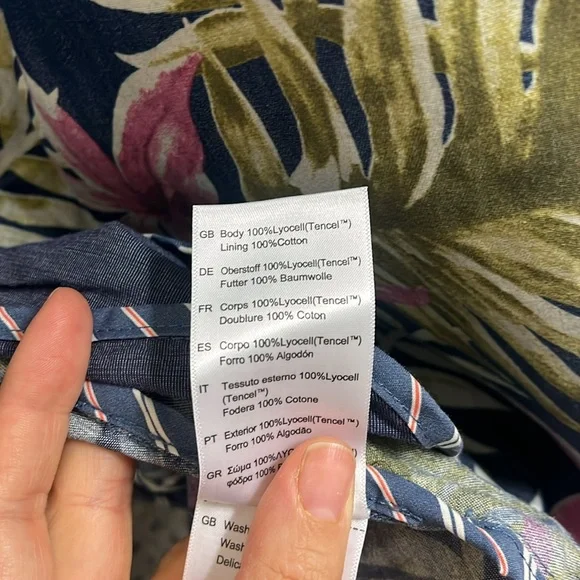 GB Body 100%Lyocell(Tencel™)
Lining 100%Cotton
DE Oberstoff 100%Lyocell(Tencel™)
Futter 100% Baumwolle
FR Corps 100%Lyocell(Tencel™)
Doublure 100% Coton
ES Corpo 100%Lyocell(Tencel™)
Forro 100% Algodón
IT Tessuto esterno 100%Lyocell
(Tencel™)
Fodera 100% Cotone
PT Exterior 100%Lyocell(Tencel™)
Forro 100% Algodão
GR Σώμα
φόδρα 100%
GB Wash
Wash